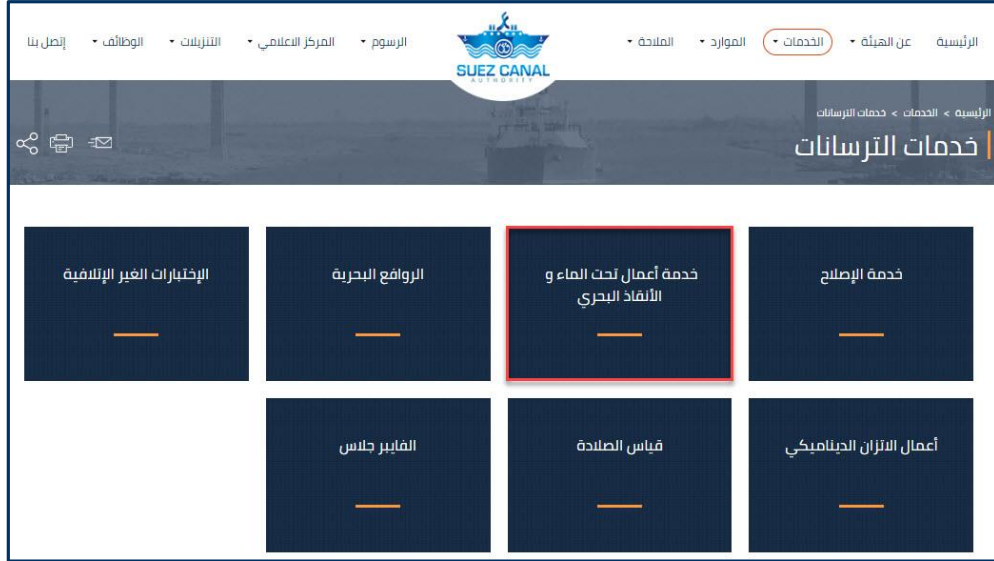 الرئيسية عن الهيئة الخدمات الموارد الملاحة
SUEZ CANAL
AUTHORITY
الرسوم المركز الاعلامي التنزيلات الوظائف إتصل بنا
الرئيسية > الخدمات > خدمات الترسانات
خدمات الترسانات
خدمة الإصلاح
خدمة أعمال تحت الماء و
الأنقاذ البحري
الروافع البحرية
الإختبارات الغير الإتلافية
أعمال الاتزان الديناميكي
قياس الصلادة
الفايبر جلاس